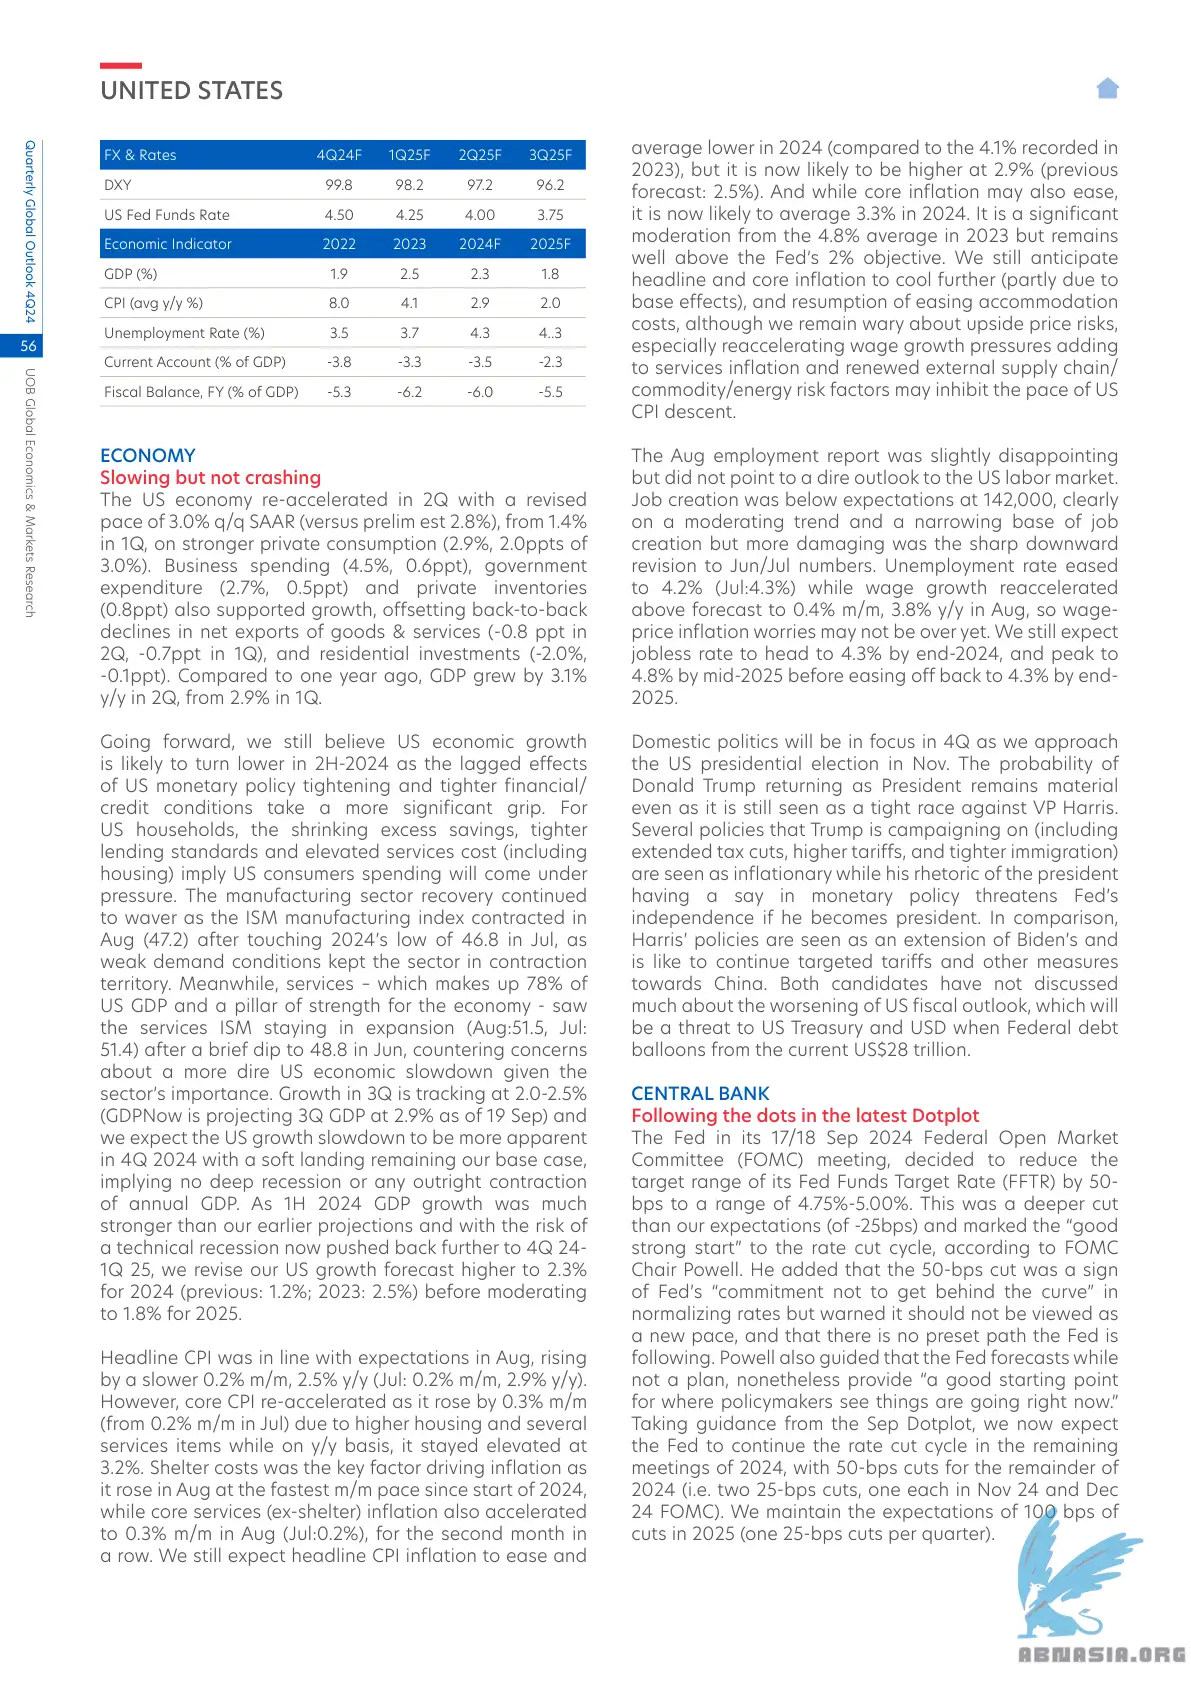 UNITED STATES
Quarterly Global Outlook 4Q24
56
UOB Global Economics & Markets Research
FX & Rates 4Q24F 1Q25F 2Q25F 3Q25F
DXY 99.8 98.2 97.2 96.2
US Fed Funds Rate 4.50 4.25 4.00 3.75
Economic Indicator 2022 2023 2024F 2025F
GDP (%) 1.9 2.5 2.3 1.8
CPI (avg y/y %) 8.0 4.1 2.9 2.0
Unemployment Rate (%) 3.5 3.7 4.3 4..3
Current Account (% of GDP) -3.8 -3.3 -3.5 -2.3
Fiscal Balance, FY (% of GDP) -5.3 -6.2 -6.0 -5.5
ECONOMY
Slowing but not crashing
The US economy re-accelerated in 2Q with a revised
pace of 3.0% q/q SAAR (versus prelim est 2.8%), from 1.4%
in 1Q, on stronger private consumption (2.9%, 2.0ppts of
3.0%). Business spending (4.5%, 0.6ppt), government
expenditure (2.7%, 0.5ppt) and private inventories
(0.8ppt) also supported growth, offsetting back-to-back
declines in net exports of goods & services (-0.8 ppt in
2Q, -0.7ppt in 1Q), and residential investments (-2.0%,
-0.1ppt). Compared to one year ago, GDP grew by 3.1%
y/y in 2Q, from 2.9% in 1Q.
Going forward, we still believe US economic growth
is likely to turn lower in 2H-2024 as the lagged effects
of US monetary policy tightening and tighter financial/
credit conditions take a more significant grip. For
US households, the shrinking excess savings, tighter
lending standards and elevated services cost (including
housing) imply US consumers spending will come under
pressure. The manufacturing sector recovery continued
to waver as the ISM manufacturing index contracted in
Aug (47.2) after touching 2024's low of 46.8 in Jul, as
weak demand conditions kept the sector in contraction
territory. Meanwhile, services – which makes up 78% of
US GDP and a pillar of strength for the economy - saw
the services ISM staying in expansion (Aug:51.5, Jul:
51.4) after a brief dip to 48.8 in Jun, countering concerns
about a more dire US economic slowdown given the
sector's importance. Growth in 3Q is tracking at 2.0-2.5%
(GDPNow is projecting 3Q GDP at 2.9% as of 19 Sep) and
we expect the US growth slowdown to be more apparent
in 4Q 2024 with a soft landing remaining our base case,
implying no deep recession or any outright contraction
of annual GDP. As 1H 2024 GDP growth was much
stronger than our earlier projections and with the risk of
a technical recession now pushed back further to 4Q 24-
1Q 25, we revise our US growth forecast higher to 2.3%
for 2024 (previous: 1.2%; 2023: 2.5%) before moderating
to 1.8% for 2025.
Headline CPI was in line with expectations in Aug, rising
by a slower 0.2% m/m, 2.5% y/y (Jul: 0.2% m/m, 2.9% y/y).
However, core CPI re-accelerated as it rose by 0.3% m/m
(from 0.2% m/m in Jul) due to higher housing and several
services items while on y/y basis, it stayed elevated at
3.2%. Shelter costs was the key factor driving inflation as
it rose in Aug at the fastest m/m pace since start of 2024,
while core services (ex-shelter) inflation also accelerated
to 0.3% m/m in Aug (Jul:0.2%), for the second month in
a row. We still expect headline CPI inflation to ease and
average lower in 2024 (compared to the 4.1% recorded in
2023), but it is now likely to be higher at 2.9% (previous
forecast: 2.5%). And while core inflation may also ease,
it is now likely to average 3.3% in 2024. It is a significant
moderation from the 4.8% average in 2023 but remains
well above the Fed's 2% objective. We still anticipate
headline and core inflation to cool further (partly due to
base effects), and resumption of easing accommodation
costs, although we remain wary about upside price risks,
especially reaccelerating wage growth pressures adding
to services inflation and renewed external supply chain/
commodity/energy risk factors may inhibit the pace of US
CPI descent.
The Aug employment report was slightly disappointing
but did not point to a dire outlook to the US labor market.
Job creation was below expectations at 142,000, clearly
on a moderating trend and a narrowing base of job
creation but more damaging was the sharp downward
revision to Jun/Jul numbers. Unemployment rate eased
to 4.2% (Jul:4.3%) while wage growth reaccelerated
above forecast to 0.4% m/m, 3.8% y/y in Aug, so wage-
price inflation worries may not be over yet. We still expect
jobless rate to head to 4.3% by end-2024, and peak to
4.8% by mid-2025 before easing off back to 4.3% by end-
2025.
Domestic politics will be in focus in 4Q as we approach
the US presidential election in Nov. The probability of
Donald Trump returning as President remains material
even as it is still seen as a tight race against VP Harris.
Several policies that Trump is campaigning on (including
extended tax cuts, higher tariffs, and tighter immigration)
are seen as inflationary while his rhetoric of the president
having a say in monetary policy threatens Fed's
independence if he becomes president. In comparison,
Harris' policies are seen as an extension of Biden's and
is like to continue targeted tariffs and other measures
towards China. Both candidates have not discussed
much about the worsening of US fiscal outlook, which will
be a threat to US Treasury and USD when Federal debt
balloons from the current US$28 trillion.
CENTRAL BANK
Following the dots in the latest Dotplot
The Fed in its 17/18 Sep 2024 Federal Open Market
Committee (FOMC) meeting, decided to reduce the
target range of its Fed Funds Target Rate (FFTR) by 50-
bps to a range of 4.75%-5.00%. This was a deeper cut
than our expectations (of -25bps) and marked the "good
strong start" to the rate cut cycle, according to FOMC
Chair Powell. He added that the 50-bps cut was a sign
of Fed's "commitment not to get behind the curve" in
normalizing rates but warned it should not be viewed as
a new pace, and that there is no preset path the Fed is
following. Powell also guided that the Fed forecasts while
not a plan, nonetheless provide "a good starting point
for where policymakers see things are going right now."
Taking guidance from the Sep Dotplot, we now expect
the Fed to continue the rate cut cycle in the remaining
meetings of 2024, with 50-bps cuts for the remainder of
2024 (i.e. two 25-bps cuts, one each in Nov 24 and Dec
24 FOMC). We maintain the expectations of 100 bps of
cuts in 2025 (one 25-bps cuts per quarter).
ABNASIA.ORG